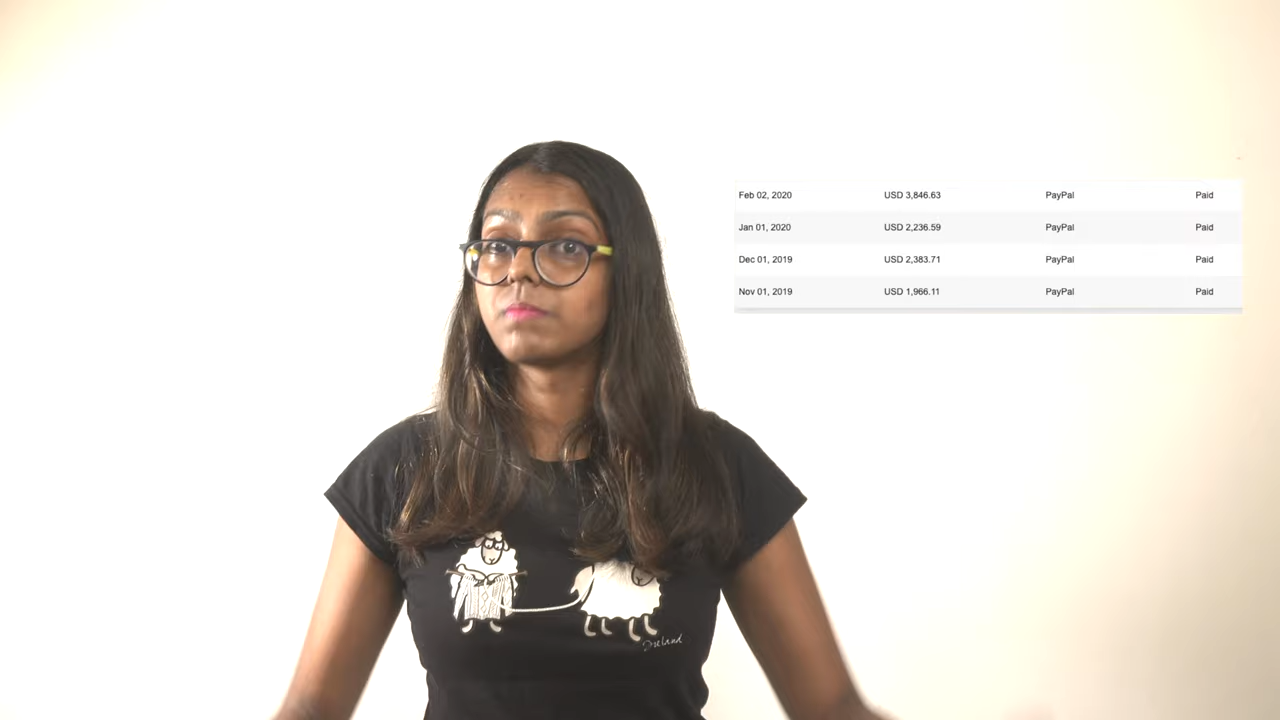 Feb 02, 2020 USD 3,846.63 PayPal Paid
Jan 01, 2020 USD 2,236.59 PayPal Paid
Dec 01, 2019 USD 2,383.71 PayPal Paid
Nov 01, 2019 USD 1,966.11 PayPal Paid
Ireland